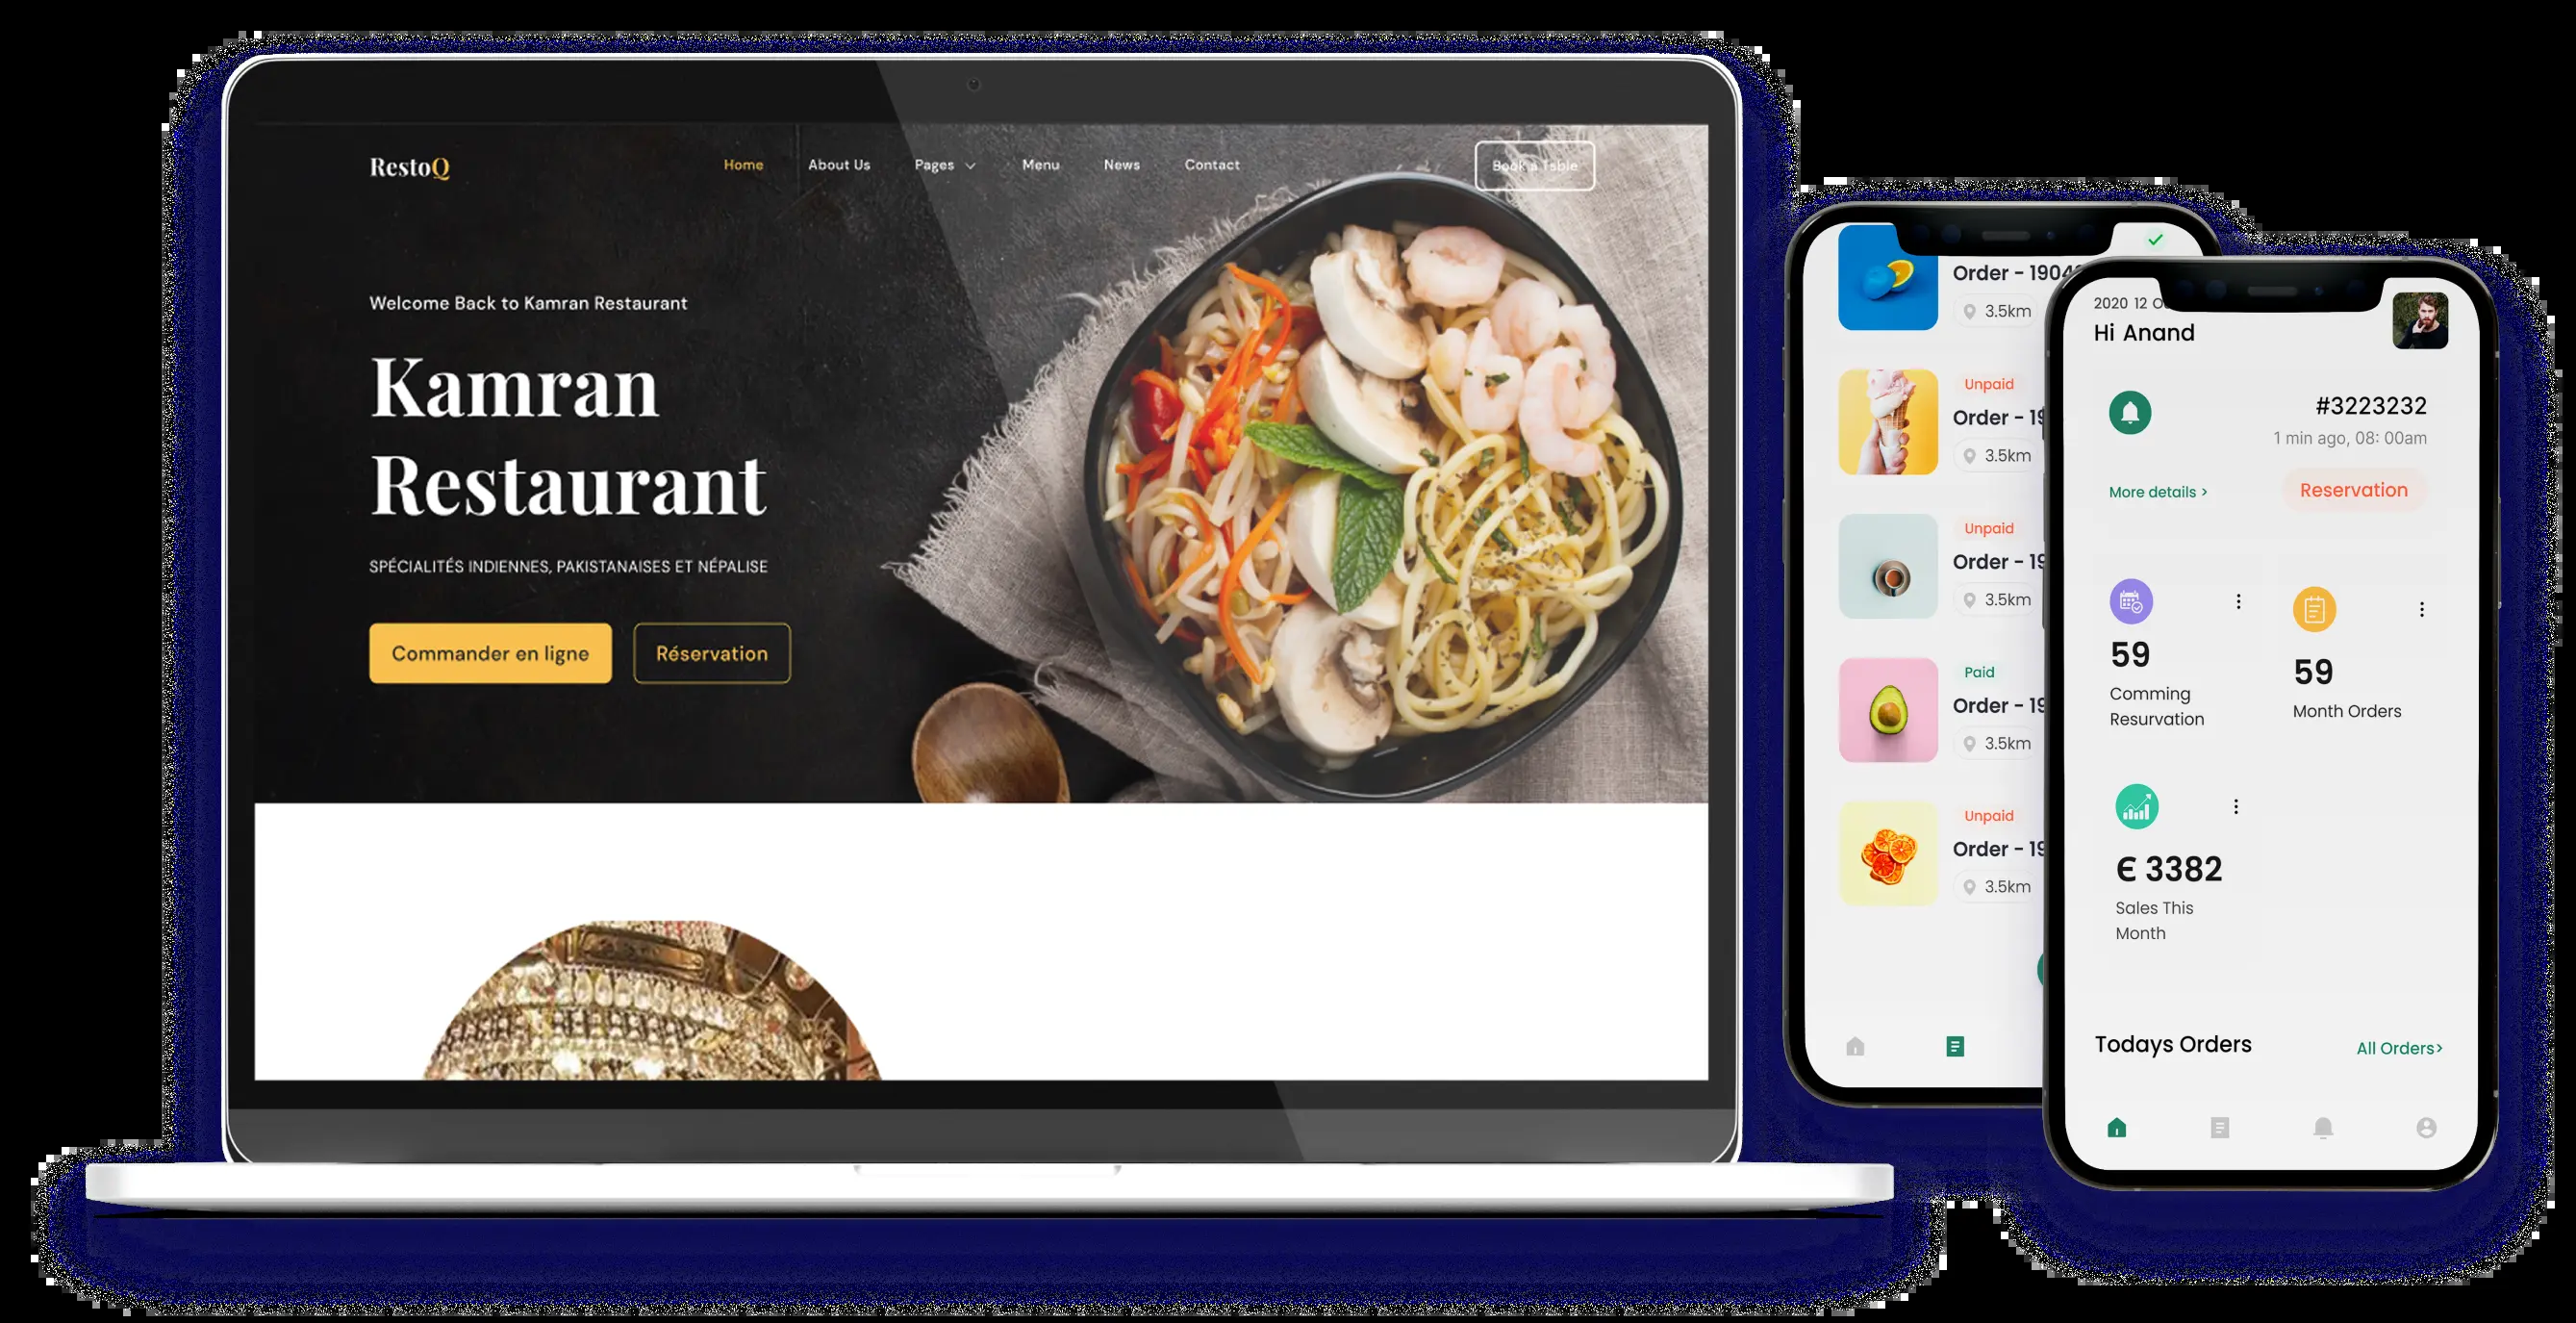 RestoQ
Home About Us Pages Menu News Contact
Book a Table
Welcome Back to Kamran Restaurant
Kamran
Restaurant
SPÉCIALITÉS INDIENNES, PAKISTANAISES ET NÉPALISE
Commander en ligne Réservation
Order - 1904
3.5km
Unpaid
Order - 19
3.5km
Unpaid
Order - 19
3.5km
Paid
Order - 19
3.5km
Unpaid
Order - 19
3.5km
2020 12 O
Hi Anand
#3223232
1 min ago, 08: 00am
More details >
Reservation
59
Comming
Resurvation
59
Month Orders
€ 3382
Sales This
Month
Todays Orders
All Orders>